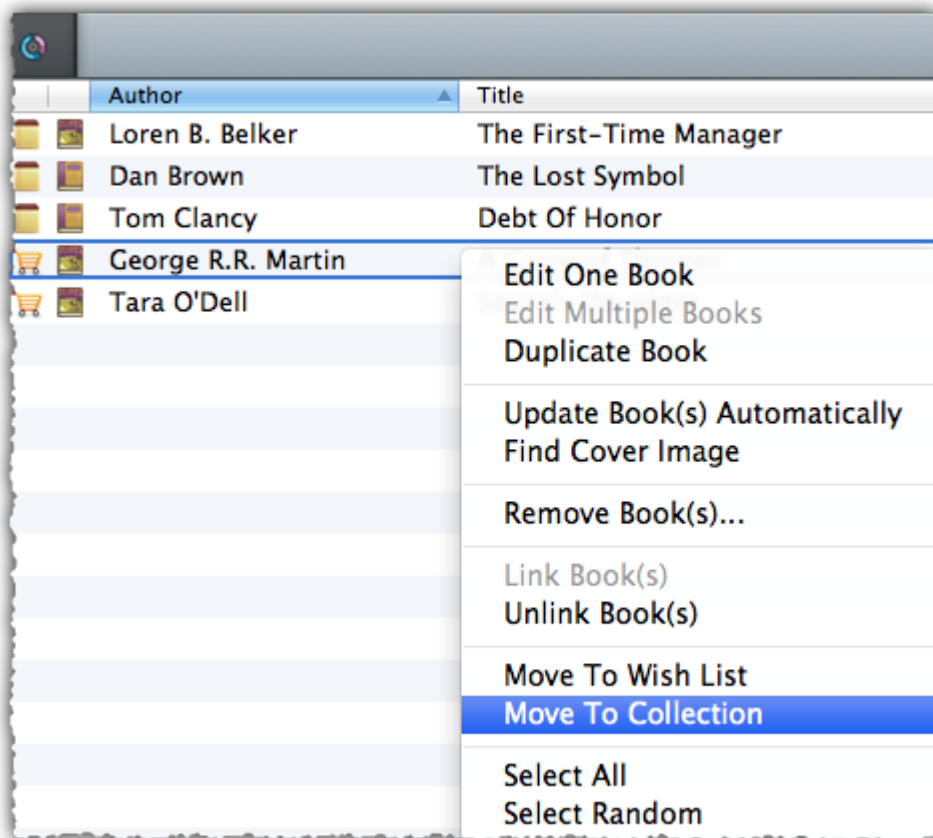 Author Title
Loren B. Belker The First-Time Manager
Dan Brown The Lost Symbol
Tom Clancy Debt Of Honor
George R.R. Martin
Tara O'Dell
Edit One Book
Edit Multiple Books
Duplicate Book
Update Book(s) Automatically
Find Cover Image
Remove Book(s)...
Link Book(s)
Unlink Book(s)
Move To Wish List
Move To Collection
Select All
Select Random